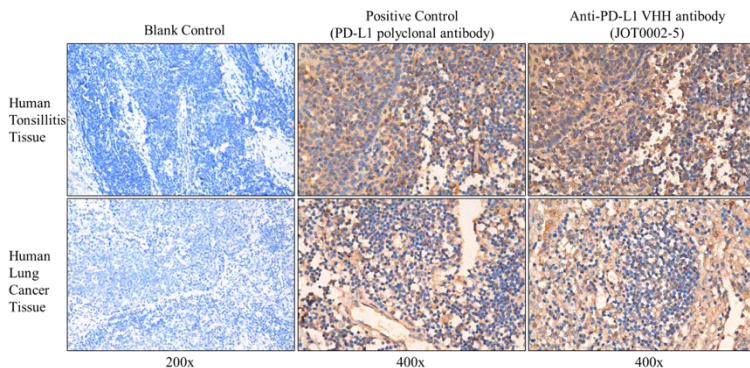 Blank Control
Positive Control
(PD-L1 polyclonal antibody)
Anti-PD-L1 VHH antibody
(JOT0002-5)
Human
Tonsillitis
Tissue
Human
Lung
Cancer
Tissue
200x
400x
400x